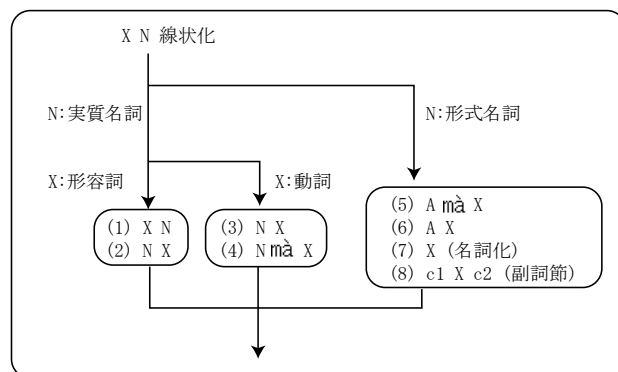 X N 線状化
N:実質名詞
N:形式名詞
X:形容詞
X:動詞
(1) X N
(2) N X
(3) N X
(4) N mà X
(5) A mà X
(6) A X
(7) X (名詞化)
(8) c1 X c2 (副詞節)